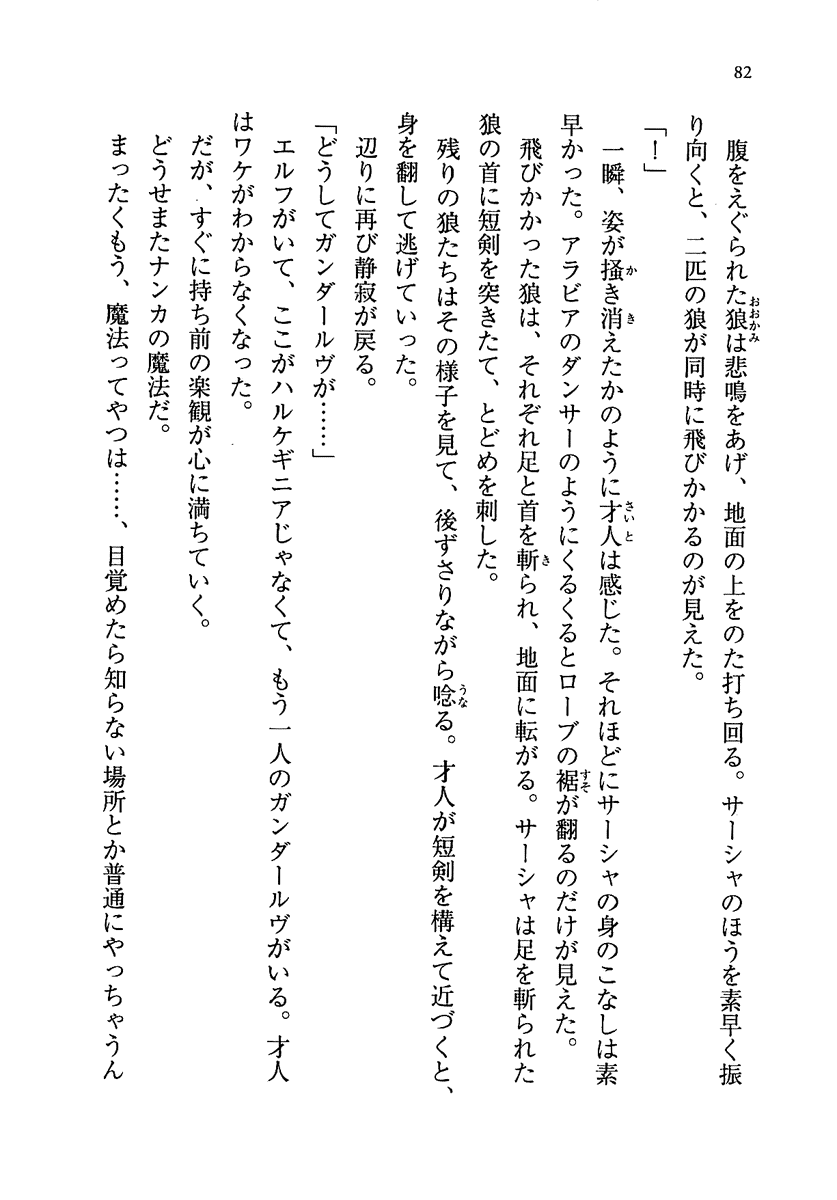 82
腹をえぐられた狼は悲鳴をあげ、地面の上をのた打ち回る。サーシャのほうを素早く振
り向くと、二匹の狼が同時に飛びかかるのが見えた。
「！」
一瞬、姿が掻き消えたかのように才人は感じた。それほどにサーシャの身のこなしは素
早かった。アラビアのダンサーのようにくるくるとローブの裾が翻るのだけが見えた。
飛びかかった狼は、それぞれ足と首を斬られ、地面に転がる。サーシャは足を斬られた
狼の首に短剣を突きたて、とどめを刺した。
残りの狼たちはその様子を見て、後ずさりながら唸る。才人が短剣を構えて近づくと、
身を翻して逃げていった。
辺りに再び静寂が戻る。
「どうしてガンダールヴが……」
エルフがいて、ここがハルケギニアじゃなくて、もう一人のガンダールヴがいる。才人
はワケがわからなくなった。
だが、すぐに持ち前の楽観が心に満ちていく。
どうせまたナンカの魔法だ。
まったくもう、魔法ってやつは……、目覚めたら知らない場所とか普通にやっちゃうん